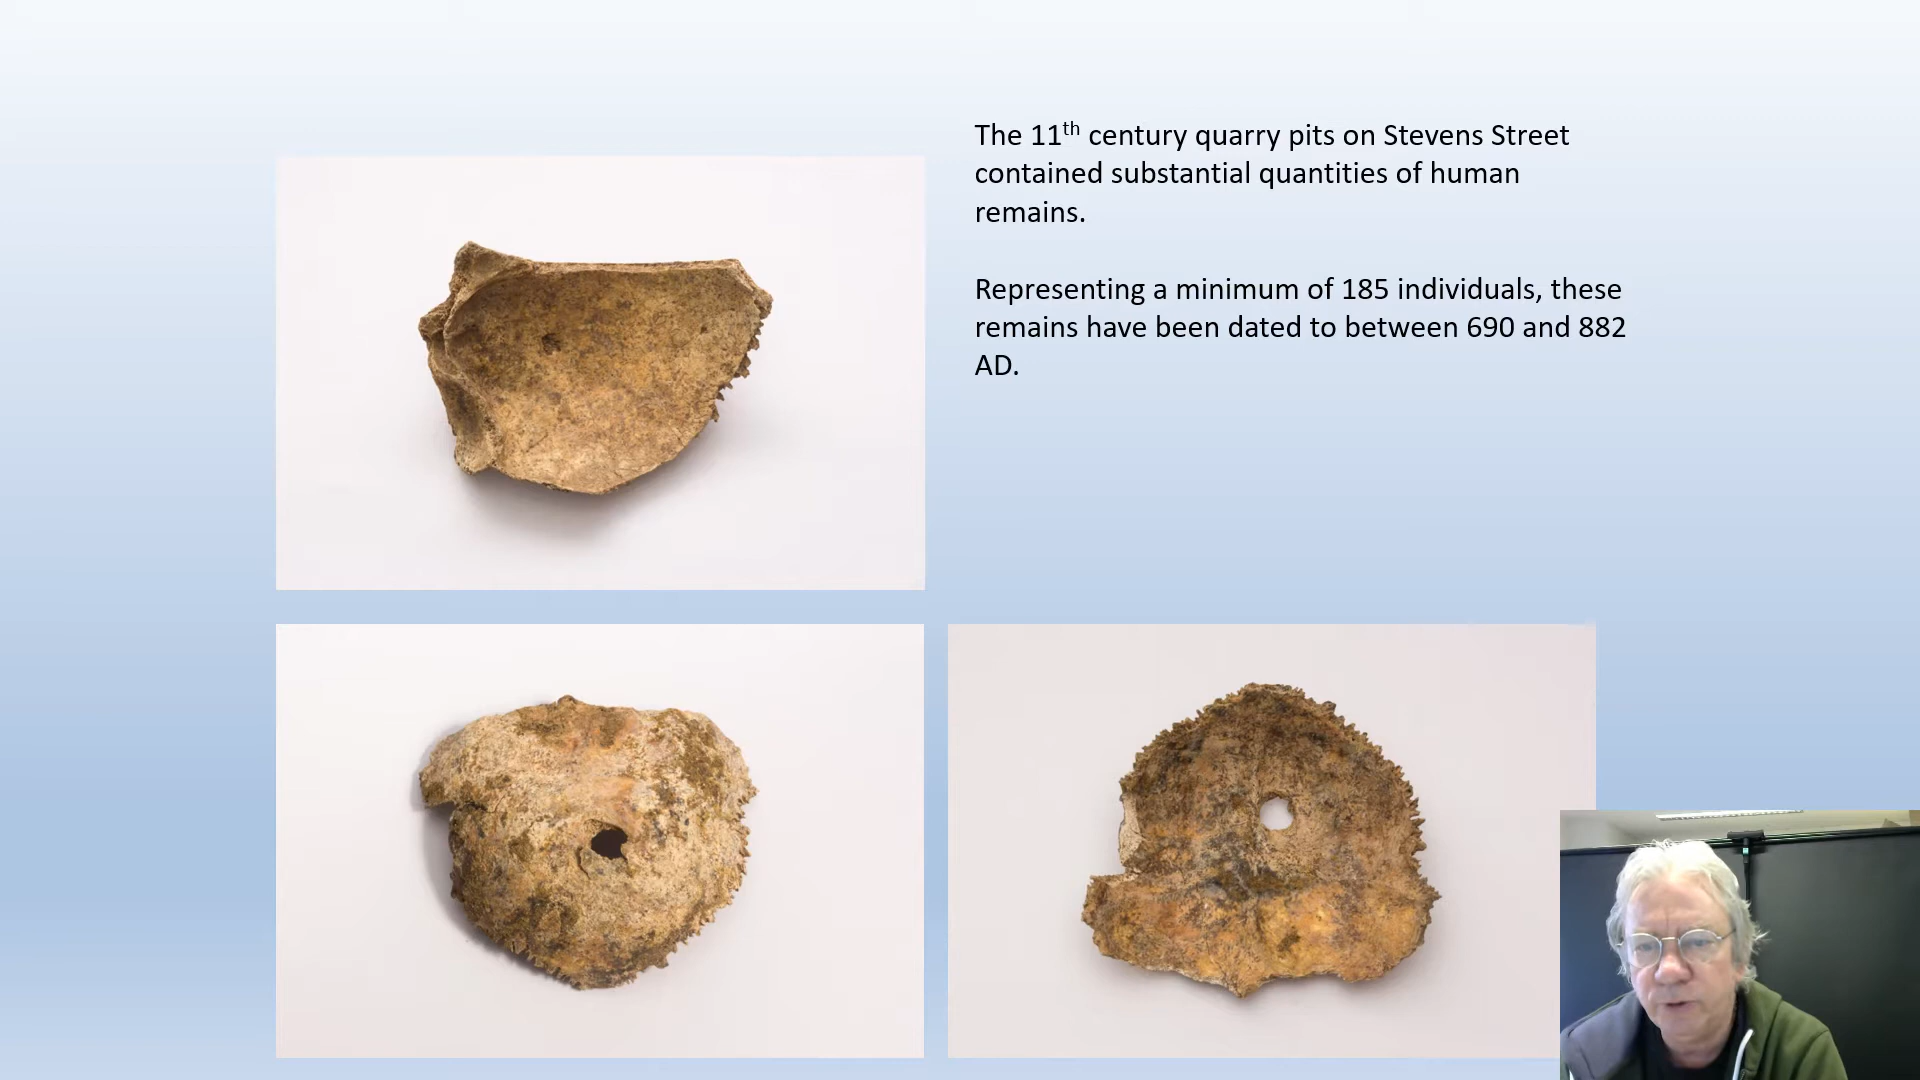 The 11th century quarry pits on Stevens Street
contained substantial quantities of human
remains.
Representing a minimum of 185 individuals, these
remains have been dated to between 690 and 882
AD.